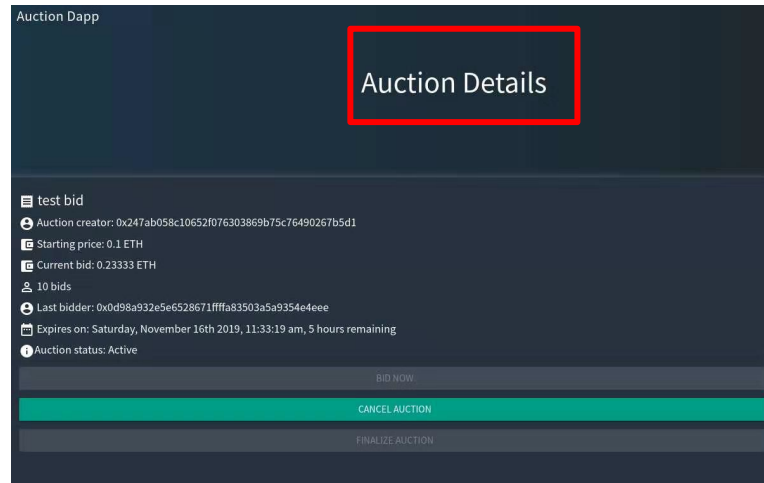 Auction Dapp
Auction Details
test bid
Auction creator: 0x247ab058c10652f076303869b75c76490267b5d1
Starting price: 0.1 ETH
Current bid: 0.23333 ETH
10 bids
Last bidder: 0x0d98a932e5e6528671ffffa83503a5a9354e4eee
Expires on: Saturday, November 16th 2019, 11:33:19 am, 5 hours remaining
Auction status: Active
BID NOW
CANCEL AUCTION
FINALIZE AUCTION